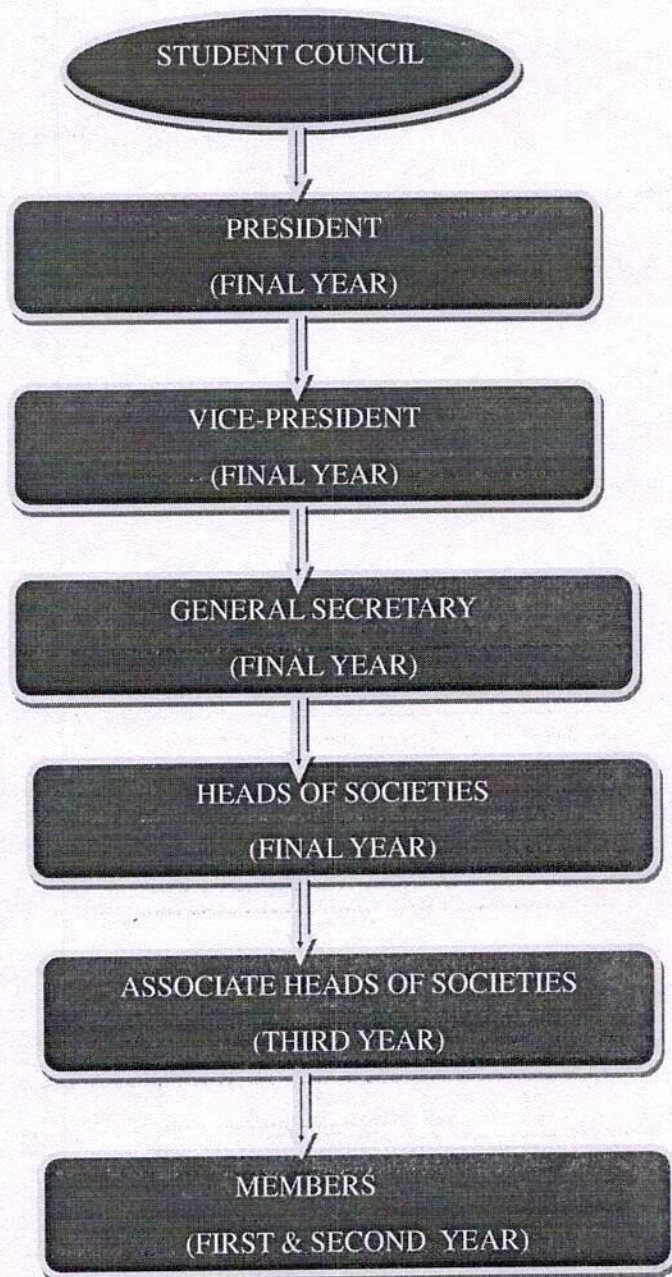 STUDENT COUNCIL
PRESIDENT
(FINAL YEAR)
VICE-PRESIDENT
(FINAL YEAR)
GENERAL SECRETARY
(FINAL YEAR)
HEADS OF SOCIETIES
(FINAL YEAR)
ASSOCIATE HEADS OF SOCIETIES
(THIRD YEAR)
MEMBERS
(FIRST & SECOND YEAR)